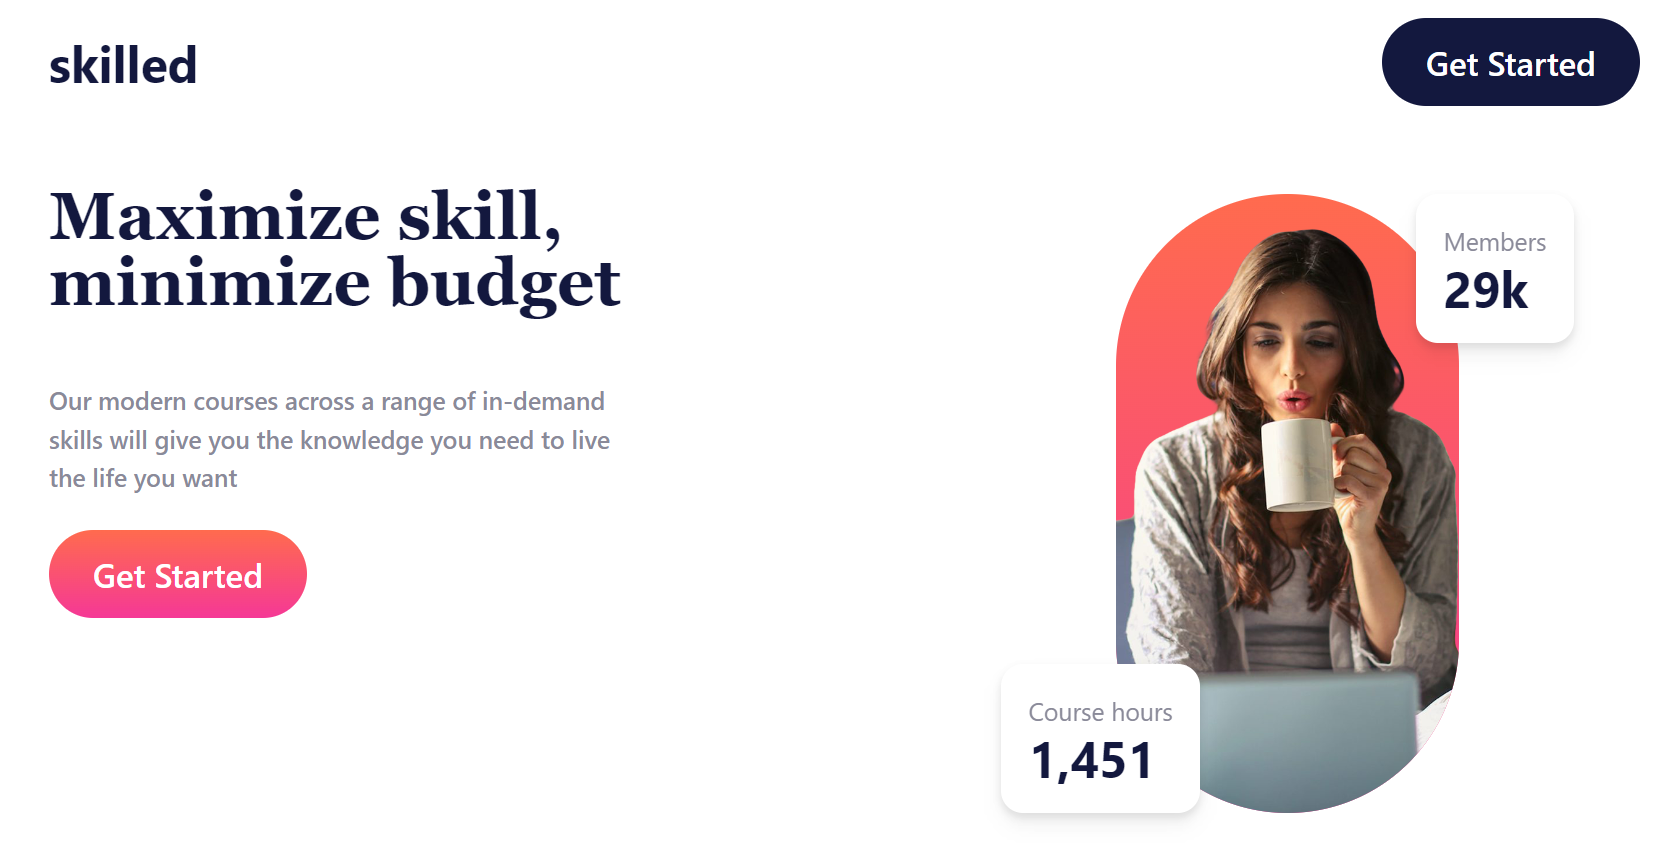 skilled
Get Started
Maximize skill,
minimize budget
Our modern courses across a range of in-demand
skills will give you the knowledge you need to live
the life you want
Get Started
Members
29k
Course hours
1,451